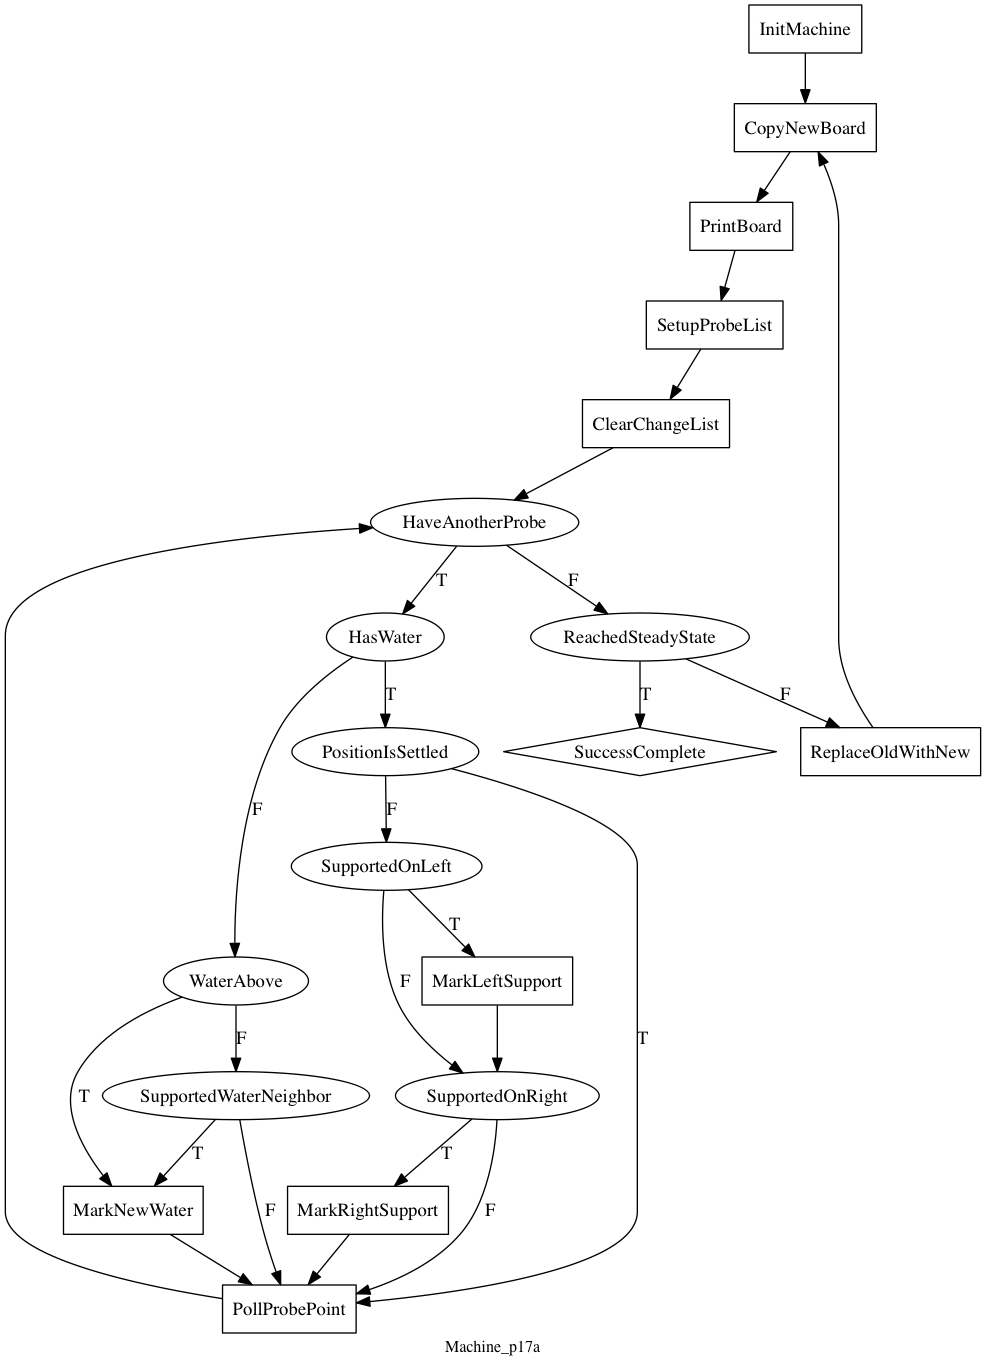 InitMachine
CopyNewBoard
PrintBoard
SetupProbeList
ClearChangeList
HaveAnotherProbe
T
F
HasWater
ReachedSteadyState
T
T
F
F
PositionIsSettled
SuccessComplete
ReplaceOldWithNew
F
SupportedOnLeft
T
F
WaterAbove
MarkLeftSupport
F
T
T
SupportedWaterNeighbor
SupportedOnRight
T
T
F
F
MarkNewWater
MarkRightSupport
PollProbePoint
Machine_p17a